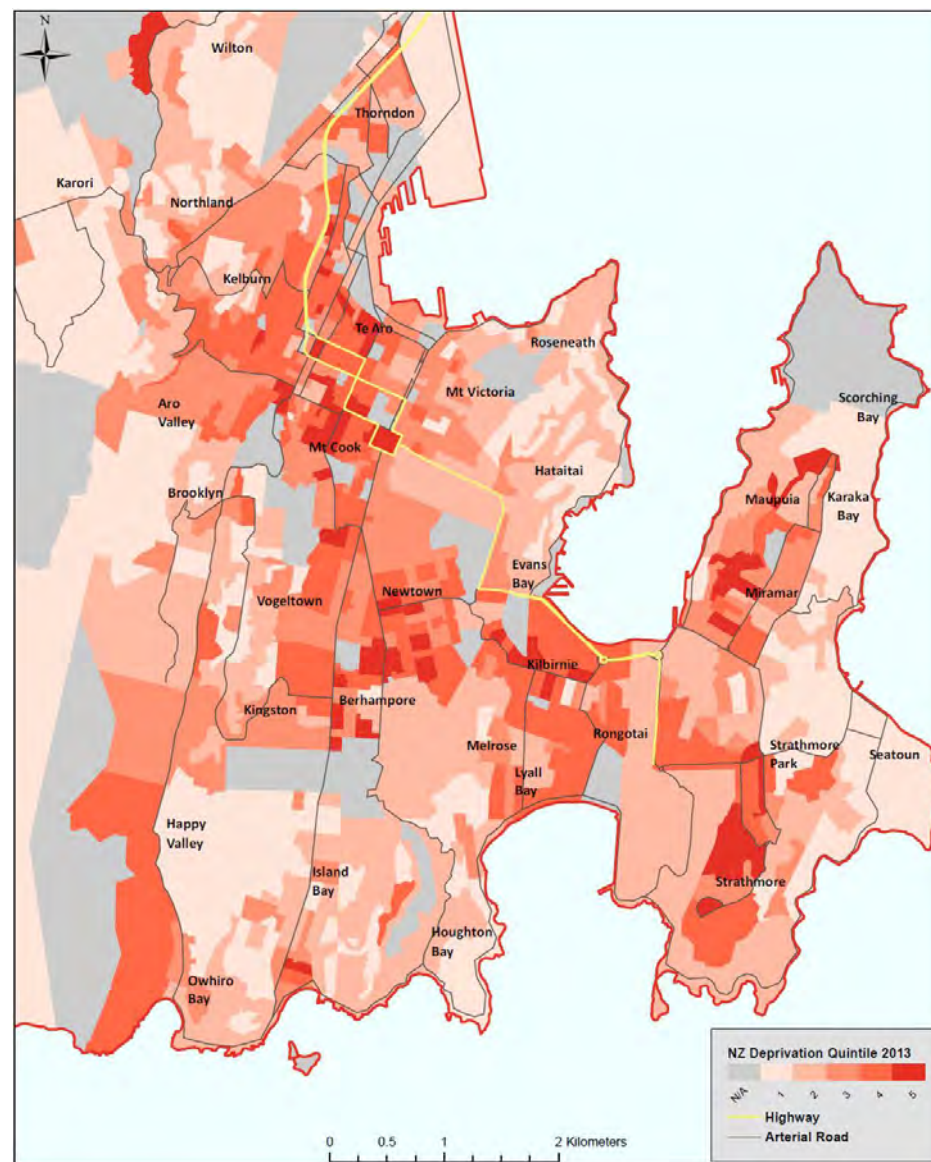 N
Wilton
Thorndon
Karori
Northland
Kelburn
Te Aro
Roseneath
Mt Victoria
Scorching
Bay
Aro
Valley
Mt Cook
Hataitai
Brooklyn
Maupuia
Karaka
Bay
Evans
Bay
Newtown
Miramar
Vogeltown
Kilbirnie
Berhampore
Kingston
Rongotai
Melrose
Strathmore
Park
Seatoun
Lyall
Bay
Happy
Valley
Island
Bay
Strathmore
Houghton
Bay
Owhiro
Bay
NZ Deprivation Quintile 2013
N/A 1 2 3 4 5
Highway
Arterial Road
0 0.5 1 2 Kilometers